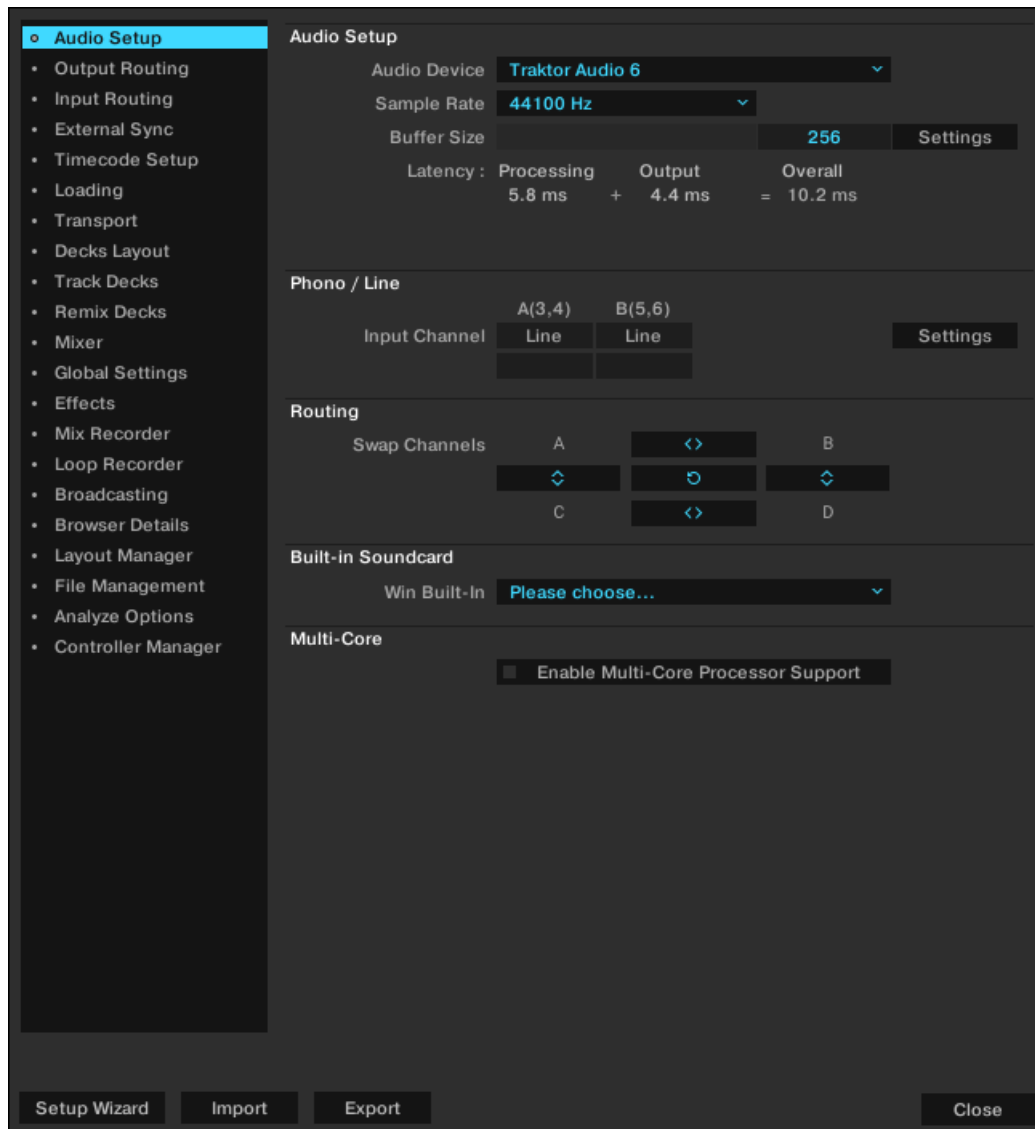 Audio Setup
Output Routing
Input Routing
External Sync
Timecode Setup
Loading
Transport
Decks Layout
Track Decks
Remix Decks
Mixer
Global Settings
Effects
Mix Recorder
Loop Recorder
Broadcasting
Browser Details
Layout Manager
File Management
Analyze Options
Controller Manager
Audio Setup
Audio Device Traktor Audio 6
Sample Rate 44100 Hz
Buffer Size 256 Settings
Latency : Processing Output Overall
5.8 ms + 4.4 ms = 10.2 ms
Phono / Line
A(3,4) B(5,6)
Input Channel Line Line Settings
Routing
Swap Channels A <> B
C <> D
Built-in Soundcard
Win Built-In Please choose...
Multi-Core
Enable Multi-Core Processor Support
Setup Wizard Import Export Close